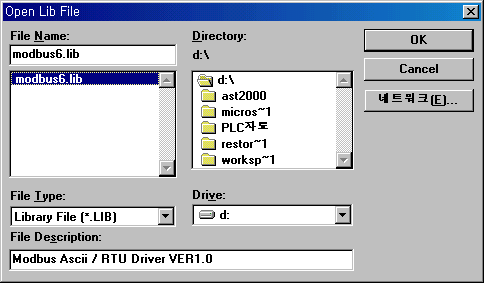 Open Lib File
File Name:
modbus6.lib
modbus6.lib
Directory:
d:\
d:\
ast2000
micros~1
PLC자료
restor~1
worksp~1
OK
Cancel
네트워크(E)...
File Type:
Library File (*.LIB)
Drive:
d:
File Description:
Modbus Ascii / RTU Driver VER1.0